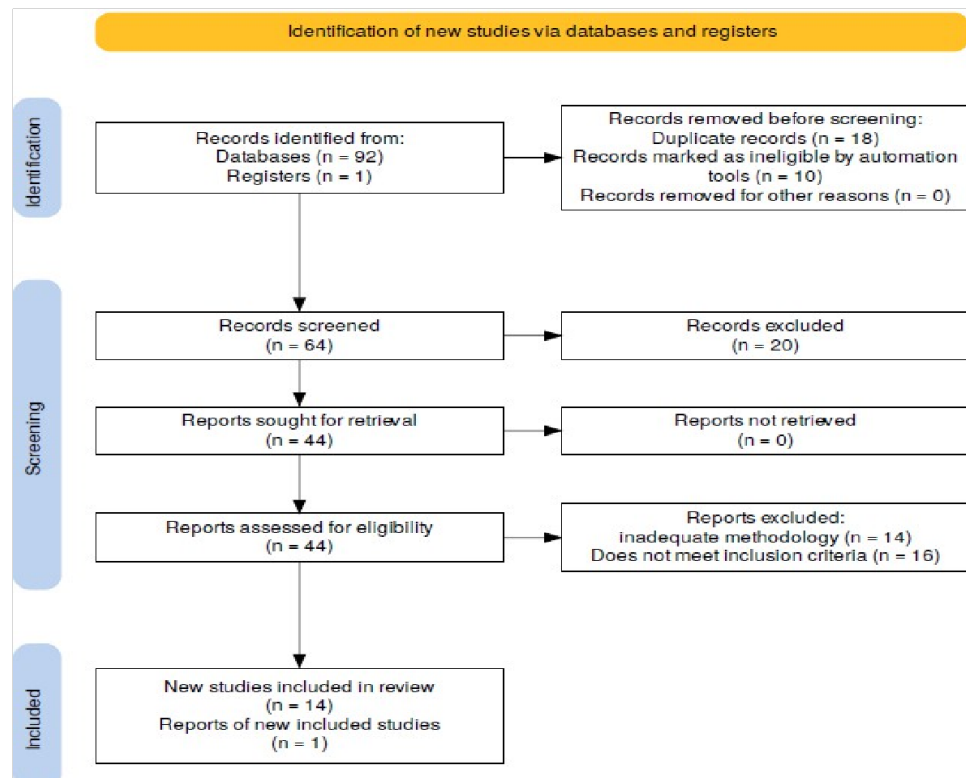 Identification of new studies via databases and registers
Identification
Records identified from:
Databases (n = 92)
Registers (n = 1)
Records removed before screening:
Duplicate records (n = 18)
Records marked as ineligible by automation
tools (n = 10)
Records removed for other reasons (n = 0)
Screening
Records screened
(n = 64)
Records excluded
(n = 20)
Reports sought for retrieval
(n = 44)
Reports not retrieved
(n = 0)
Reports assessed for eligibility
(n = 44)
Reports excluded:
inadequate methodology (n = 14)
Does not meet inclusion criteria (n = 16)
Included
New studies included in review
(n = 14)
Reports of new included studies
(n = 1)